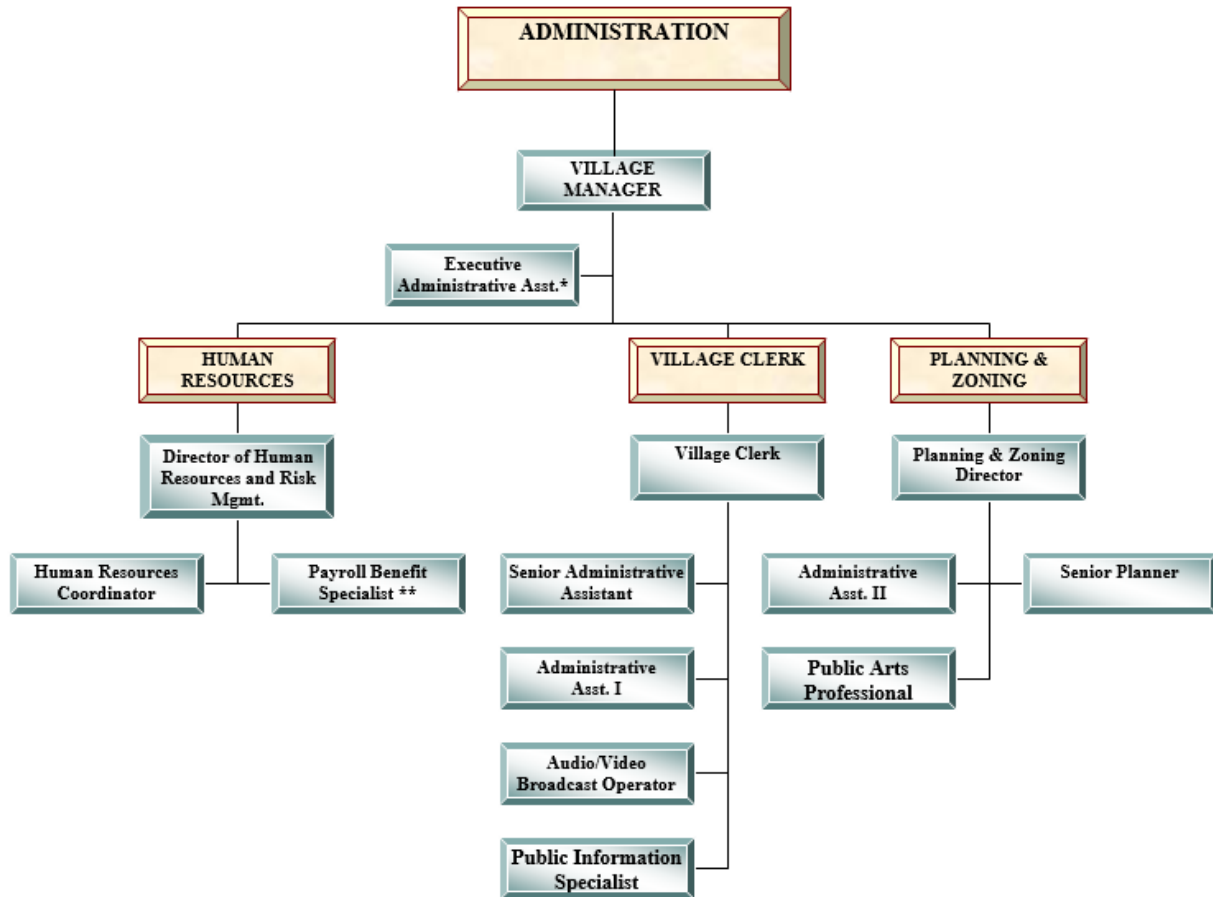 ADMINISTRATION
VILLAGE
MANAGER
Executive
Administrative Asst.*
HUMAN
RESOURCES
VILLAGE CLERK
PLANNING &
ZONING
Director of Human
Resources and Risk
Mgmt.
Village Clerk
Planning & Zoning
Director
Human Resources
Coordinator
Payroll Benefit
Specialist **
Senior Administrative
Assistant
Administrative
Asst. II
Senior Planner
Administrative
Asst. I
Public Arts
Professional
Audio/Video
Broadcast Operator
Public Information
Specialist